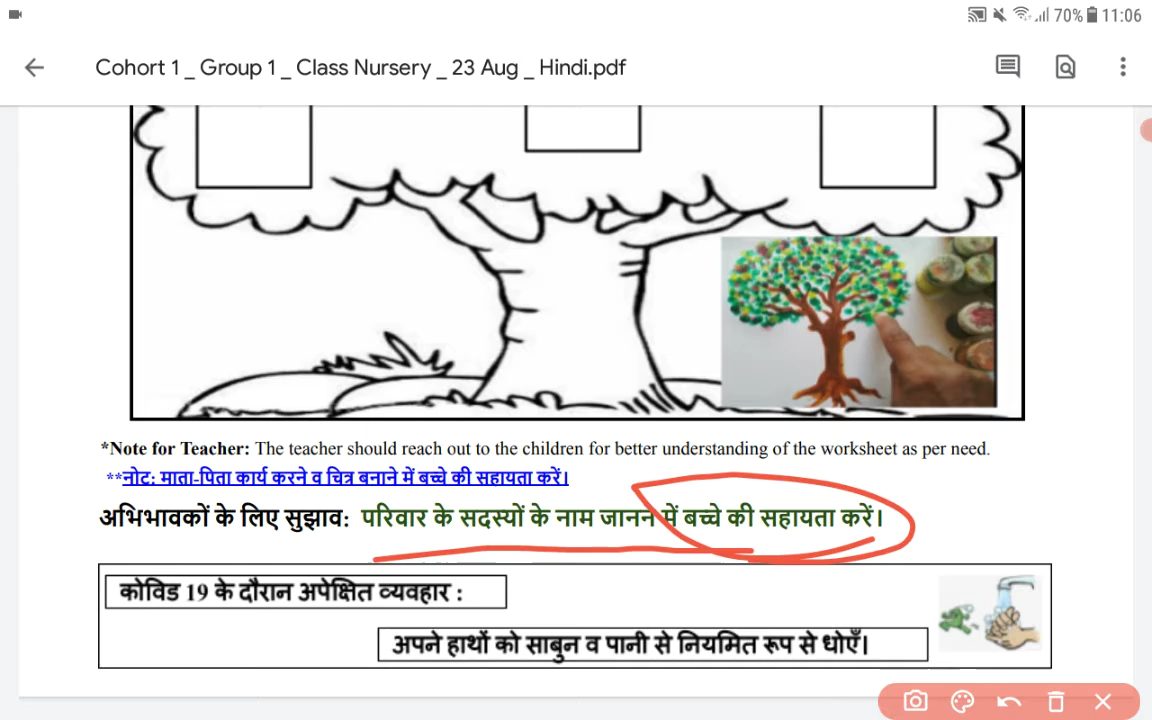 70% 11:06
Cohort 1 _ Group 1 _ Class Nursery _ 23 Aug _ Hindi.pdf
*Note for Teacher: The teacher should reach out to the children for better understanding of the worksheet as per need.
**नोट: माता-पिता कार्य करने व चित्र बनाने में बच्चे की सहायता करें।
अभिभावकों के लिए सुझाव: परिवार के सदस्यों के नाम जानने में बच्चे की सहायता करें।
कोविड 19 के दौरान अपेक्षित व्यवहार :
अपने हाथों को साबुन व पानी से नियमित रूप से धोएँ।